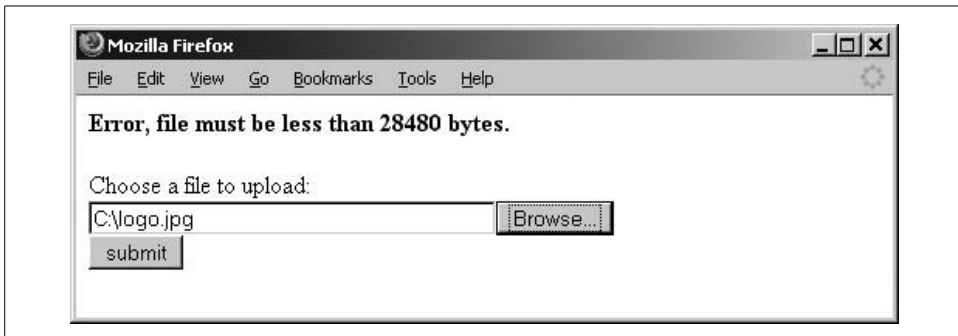 Mozilla Firefox
File Edit View Go Bookmarks Tools Help
Error, file must be less than 28480 bytes.
Choose a file to upload:
C:\logo.jpg Browse...
submit